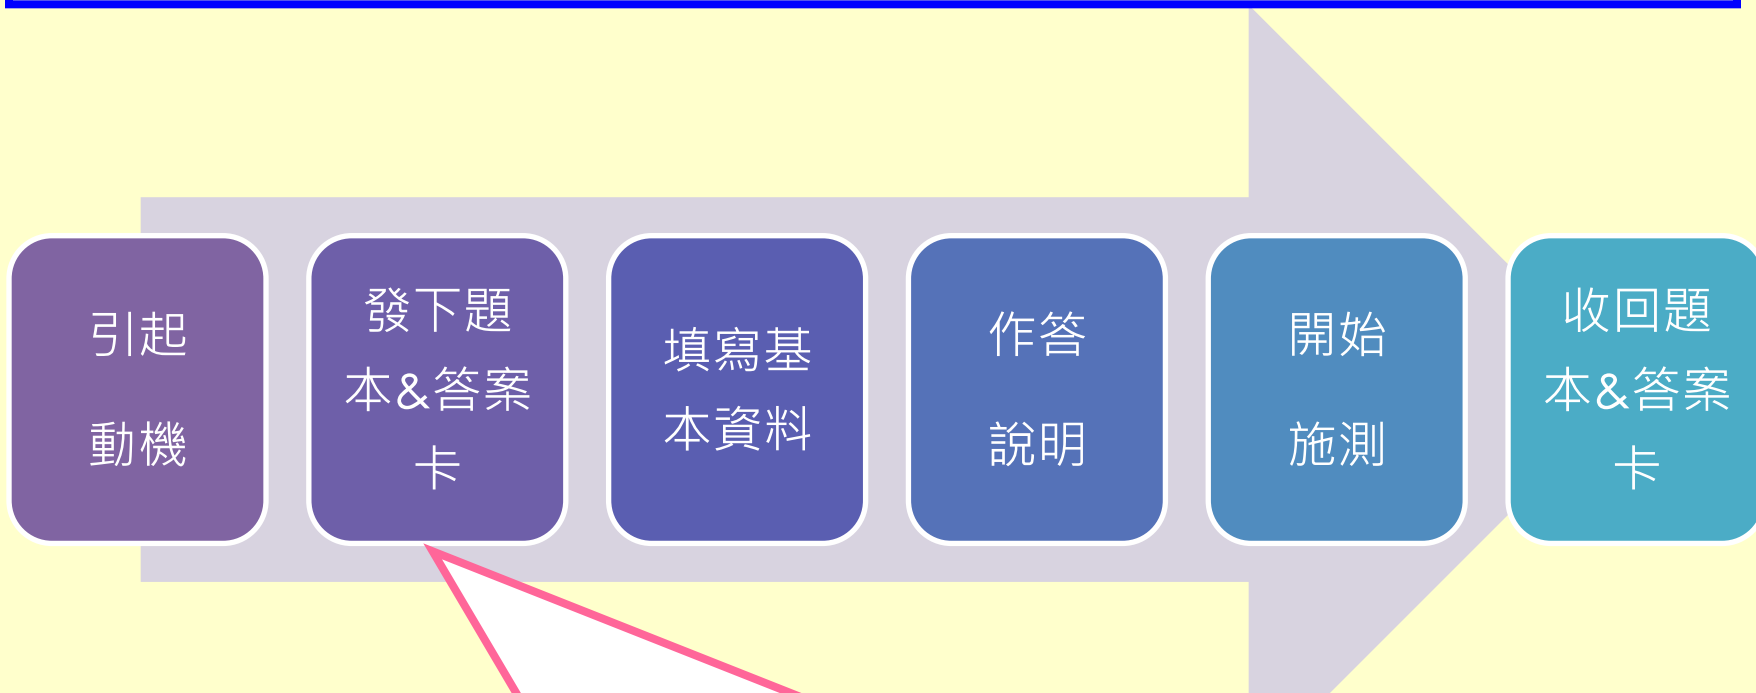 引起
動機
發下題
本&答案
卡
填寫基
本資料
作答
說明
開始
施測
收回題
本&答案
卡